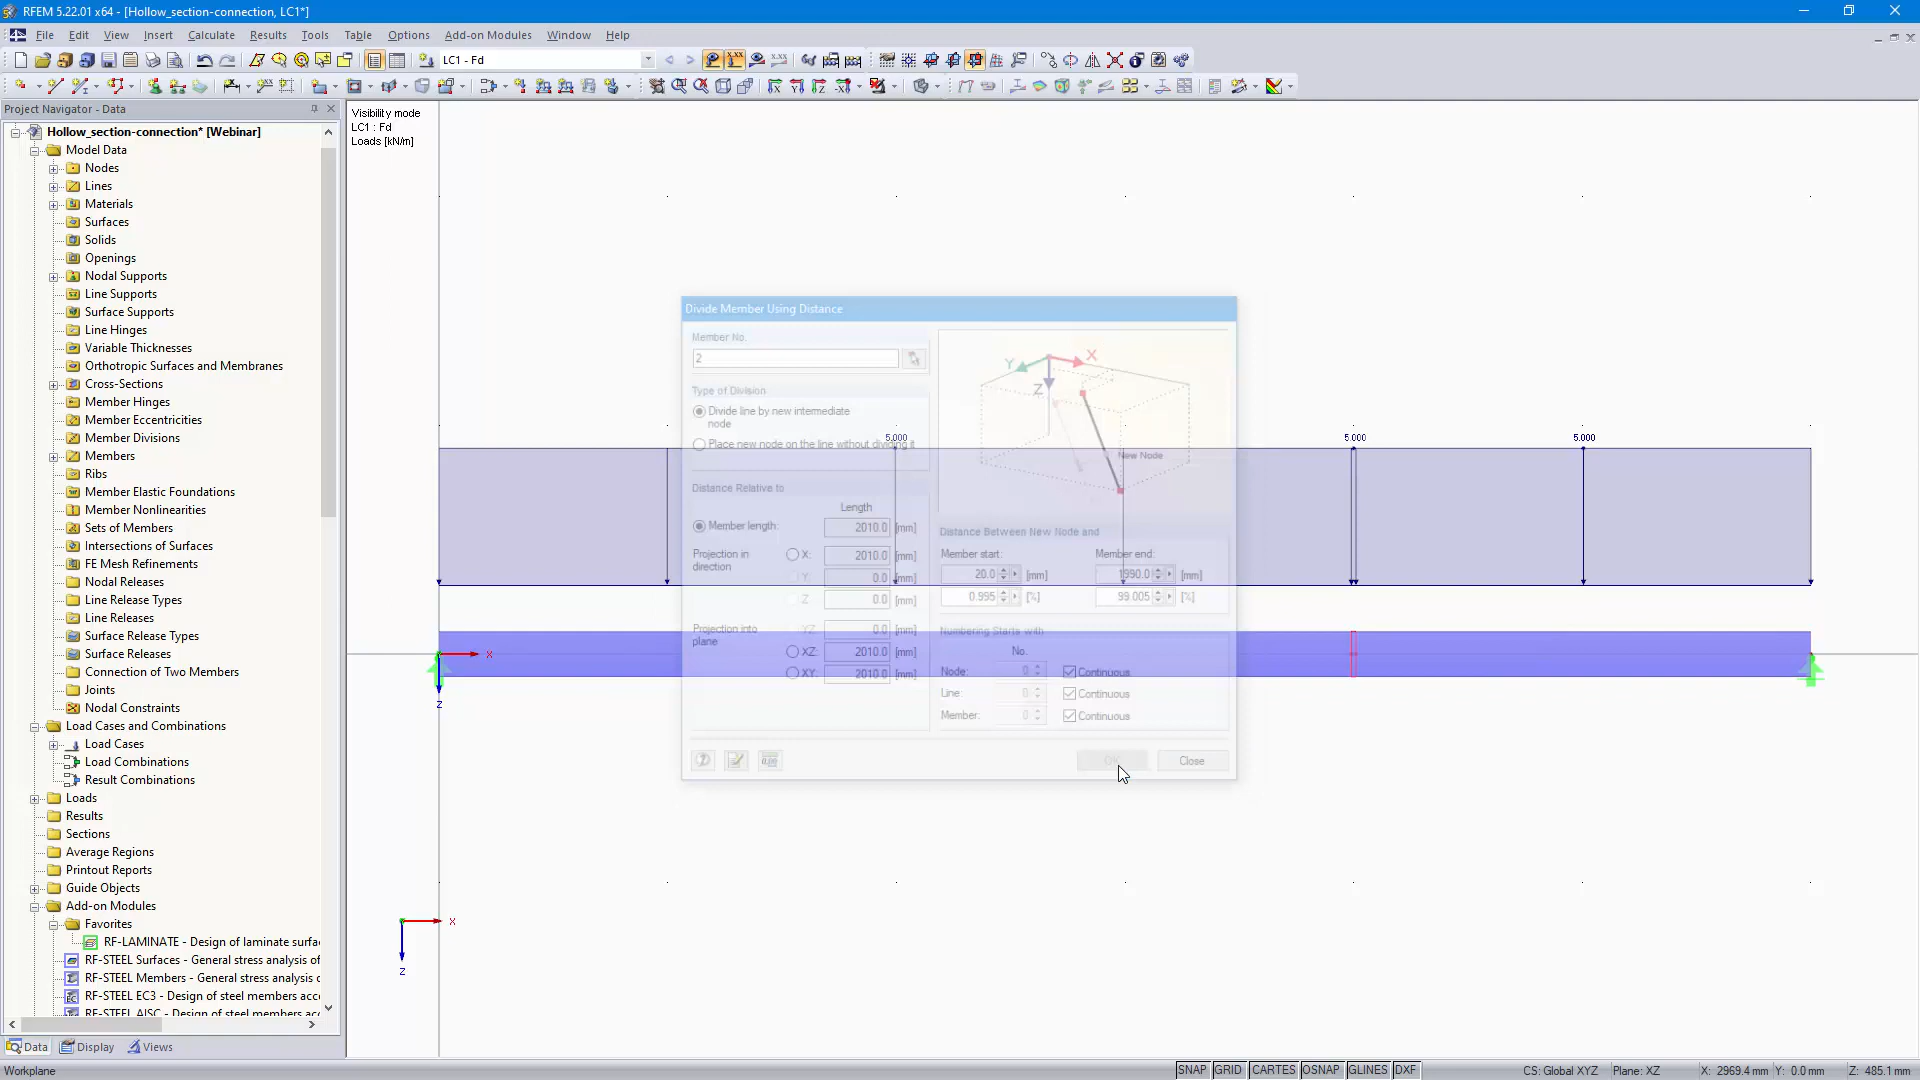 RFEM 5.22.01 x64 - [Hollow_section-connection, LC1*]
File Edit View Insert Calculate Results Tools Table Options Add-on Modules Window Help
LC1 - Fd
Project Navigator - Data
Hollow_section-connection* [Webinar]
Model Data
Nodes
Lines
Materials
Surfaces
Solids
Openings
Nodal Supports
Line Supports
Surface Supports
Line Hinges
Variable Thicknesses
Orthotropic Surfaces and Membranes
Cross-Sections
Member Hinges
Member Eccentricities
Member Divisions
Members
Ribs
Member Elastic Foundations
Member Nonlinearities
Sets of Members
Intersections of Surfaces
FE Mesh Refinements
Nodal Releases
Line Release Types
Line Releases
Surface Release Types
Surface Releases
Connection of Two Members
Joints
Nodal Constraints
Load Cases and Combinations
Load Cases
Load Combinations
Result Combinations
Loads
Results
Sections
Average Regions
Printout Reports
Guide Objects
Add-on Modules
Favorites
RF-LAMINATE - Design of laminate surfa
RF-STEEL Surfaces - General stress analysis of
RF-STEEL Members - General stress analysis c
RF-STEEL EC3 - Design of steel members acc
RF-STEEL AISC - Design of steel members ac
Data Display Views
Visibility mode
LC1 : Fd
Loads [kN/m]
5.000 5.000 5.000
X
Z
X
Z
Divide Member Using Distance
Member No.
2
Type of Division
Divide line by new intermediate
node
Place new node on the line without dividing it
Distance Relative to
Length
Member length: 2010.0 [mm]
Projection in
direction
X: 2010.0 [mm]
Y: 0.0 [mm]
Z: 0.0 [mm]
Projection into
plane
YZ: 0.0 [mm]
XZ: 2010.0 [mm]
XY: 2010.0 [mm]
Y X
Z
New Node
Distance Between New Node and
Member start: Member end:
20.0 [mm] 1990.0 [mm]
0.995 [%] 99.005 [%]
Numbering Starts with
No.
Node: 0 Continuous
Line: 0 Continuous
Member: 0 Continuous
Close
Workplane
SNAP GRID CARTES OSNAP GLINES DXF
CS: Global XYZ Plane: XZ X: 2969.4 mm Y: 0.0 mm Z: 485.1 mm